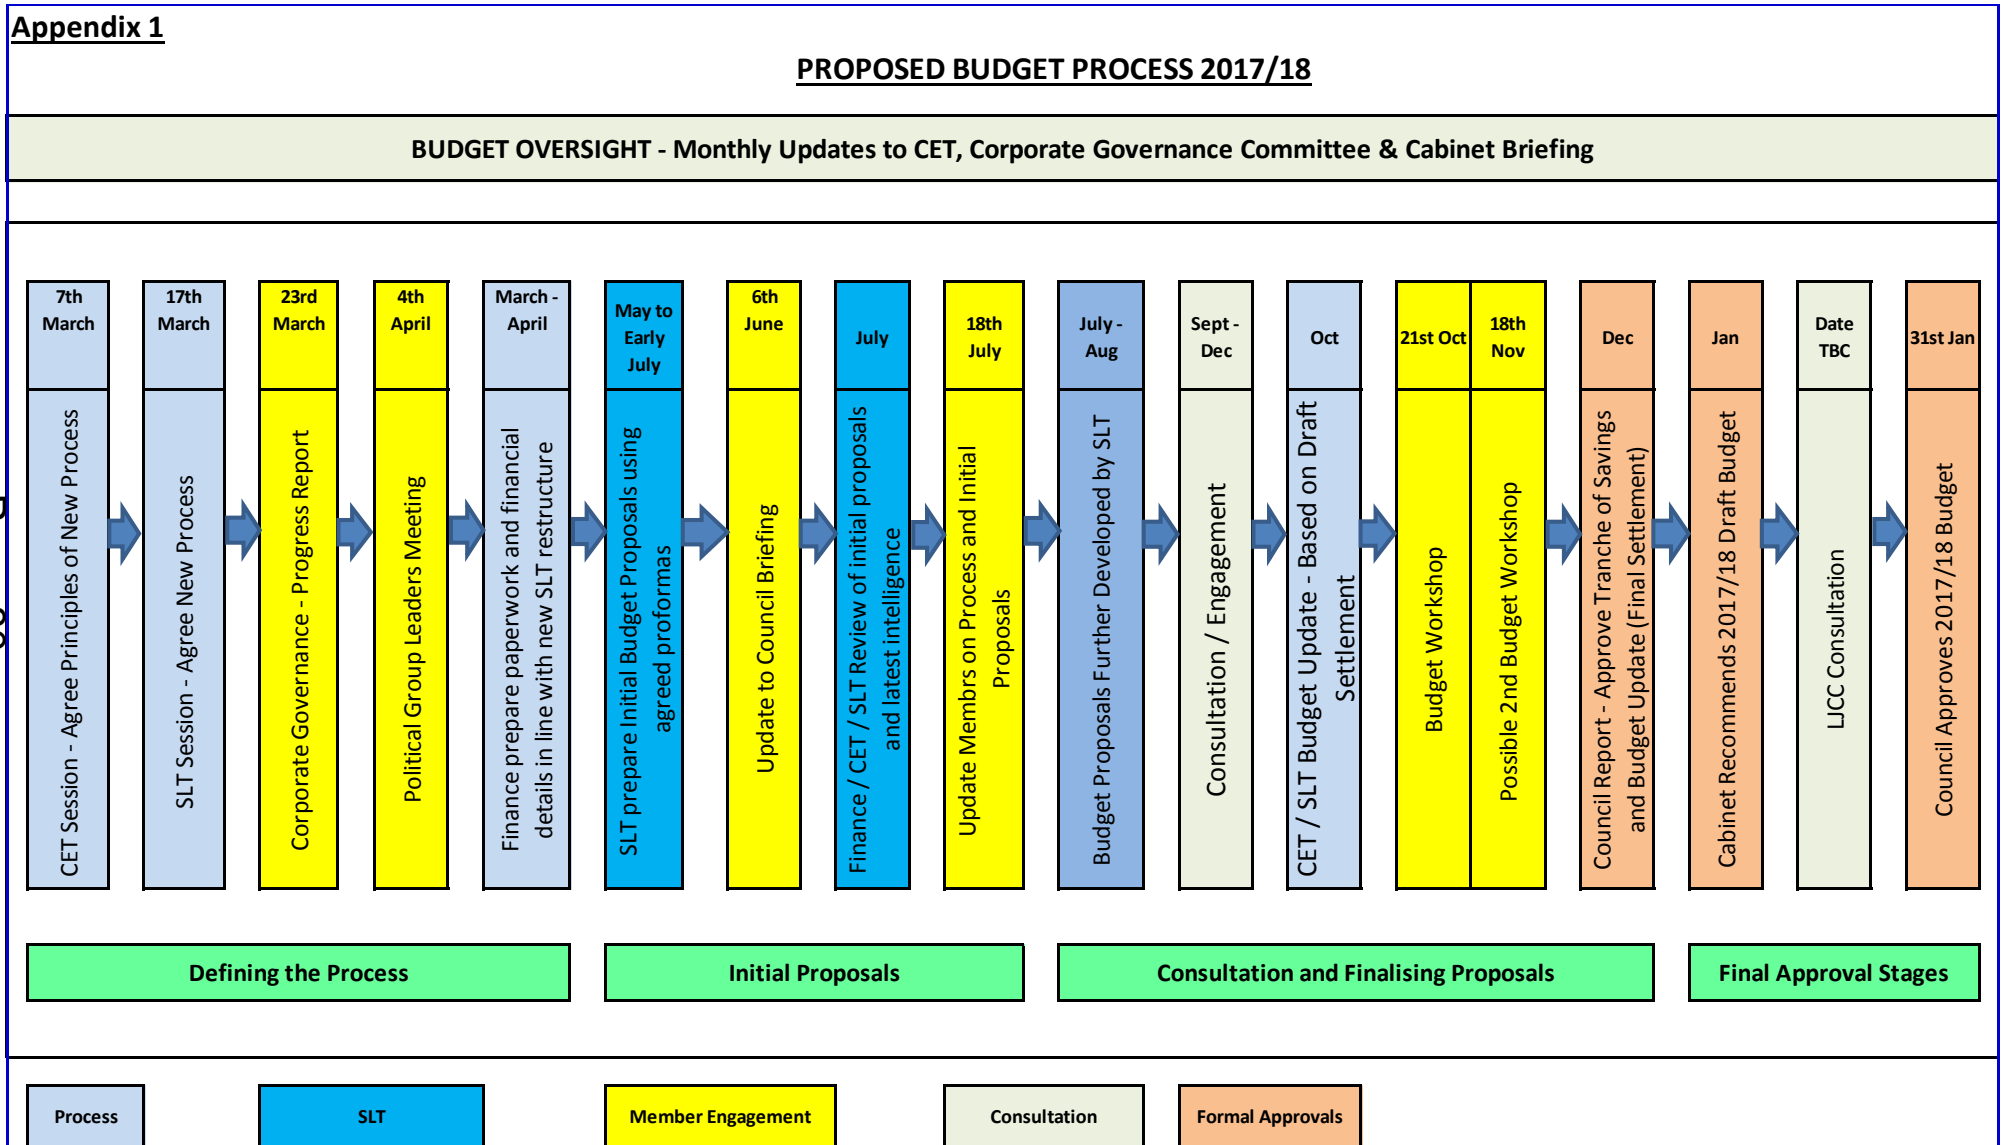 Appendix 1
PROPOSED BUDGET PROCESS 2017/18
BUDGET OVERSIGHT - Monthly Updates to CET, Corporate Governance Committee & Cabinet Briefing
7th
March
CET Session - Agree Principles of New Process
17th
March
SLT Session - Agree New Process
23rd
March
Corporate Governance - Progress Report
4th
April
Political Group Leaders Meeting
March -
April
Finance prepare paperwork and financial
details in line with new SLT restructure
May to
Early
July
SLT prepare Initial Budget Proposals using
agreed proformas
6th
June
Update to Council Briefing
July
Finance / CET / SLT Review of initial proposals
and latest intelligence
18th
July
Update Membrs on Process and Initial
Proposals
July -
Aug
Budget Proposals Further Developed by SLT
Sept -
Dec
Consultation / Engagement
Oct
CET / SLT Budget Update - Based on Draft
Settlement
21st Oct
Budget Workshop
18th
Nov
Possible 2nd Budget Workshop
Dec
Council Report - Approve Tranche of Savings
and Budget Update (Final Settlement)
Jan
Cabinet Recommends 2017/18 Draft Budget
Date
TBC
LJCC Consultation
31st Jan
Council Approves 2017/18 Budget
Defining the Process
Initial Proposals
Consultation and Finalising Proposals
Final Approval Stages
Process
SLT
Member Engagement
Consultation
Formal Approvals